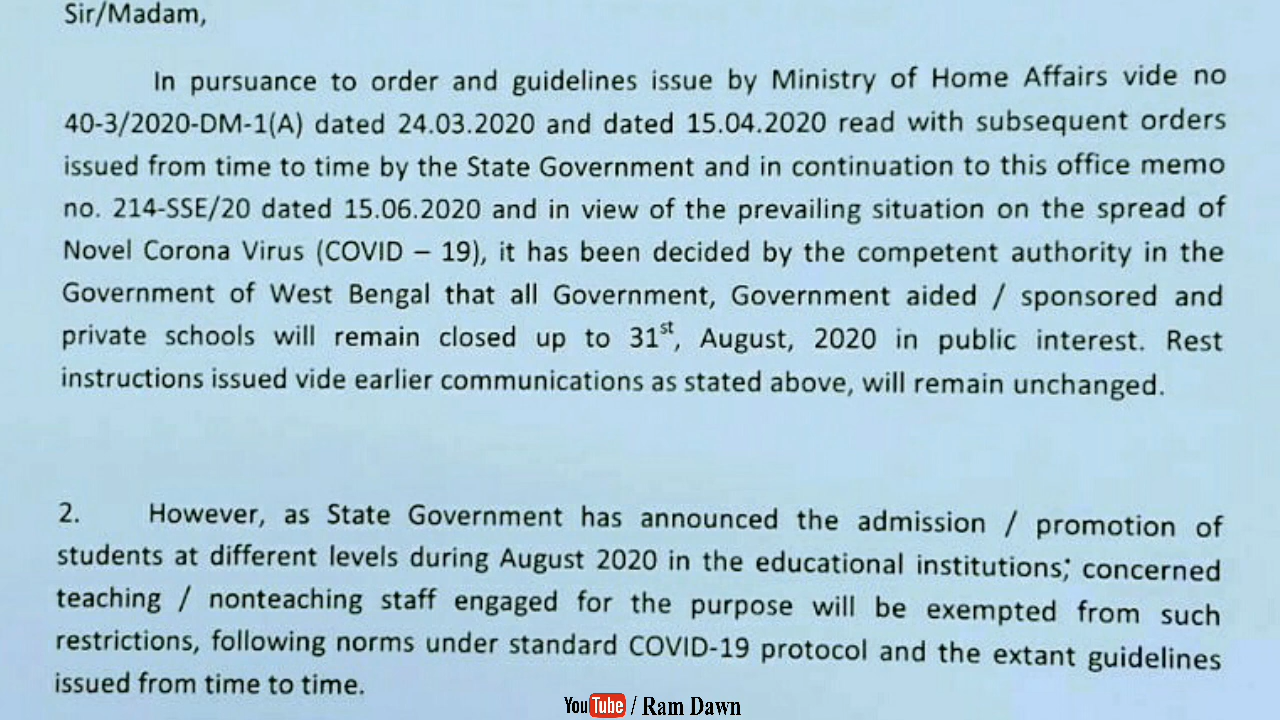 Sir/Madam,
In pursuance to order and guidelines issue by Ministry of Home Affairs vide no
40-3/2020-DM-1(A) dated 24.03.2020 and dated 15.04.2020 read with subsequent orders
issued from time to time by the State Government and in continuation to this office memo
no. 214-SSE/20 dated 15.06.2020 and in view of the prevailing situation on the spread of
Novel Corona Virus (COVID – 19), it has been decided by the competent authority in the
Government of West Bengal that all Government, Government aided / sponsored and
private schools will remain closed up to 31st, August, 2020 in public interest. Rest
instructions issued vide earlier communications as stated above, will remain unchanged.
2. However, as State Government has announced the admission / promotion of
students at different levels during August 2020 in the educational institutions; concerned
teaching / nonteaching staff engaged for the purpose will be exempted from such
restrictions, following norms under standard COVID-19 protocol and the extant guidelines
issued from time to time.
YouTube / Ram Dawn